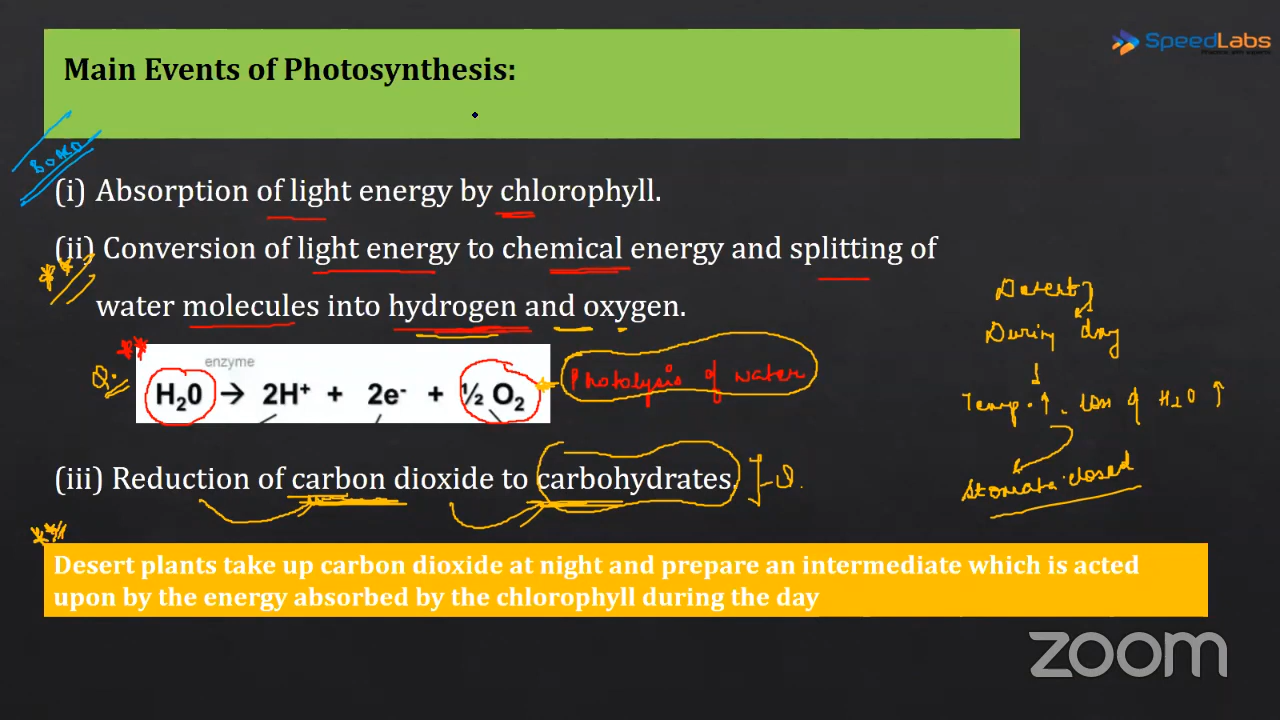 SpeedLabs
Main Events of Photosynthesis:
BOARD
(i) Absorption of light energy by chlorophyll.
(ii) Conversion of light energy to chemical energy and splitting of
water molecules into hydrogen and oxygen.
Q.
enzyme
H₂0 → 2H⁺ + 2e⁻ + ½ O₂
Photolysis of water
(iii) Reduction of carbon dioxide to carbohydrates.
Desert
During day
↓
Temp. ↑ loss of H₂O ↑
Stomata closed
Desert plants take up carbon dioxide at night and prepare an intermediate which is acted
upon by the energy absorbed by the chlorophyll during the day
zoom